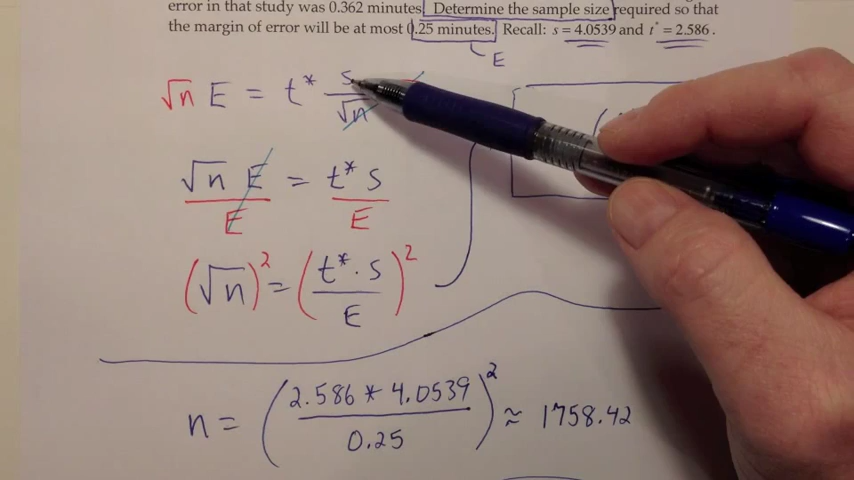 error in that study was 0.362 minutes. Determine the sample size required so that
the margin of error will be at most 0.25 minutes. Recall: s = 4.0539 and t* = 2.586.
E
√n E = t* s/√n
(
√n E / E = t* s / E
(√n)² = (t* · s / E)²
n = (2.586 * 4.0539 / 0.25)² ≈ 1758.42